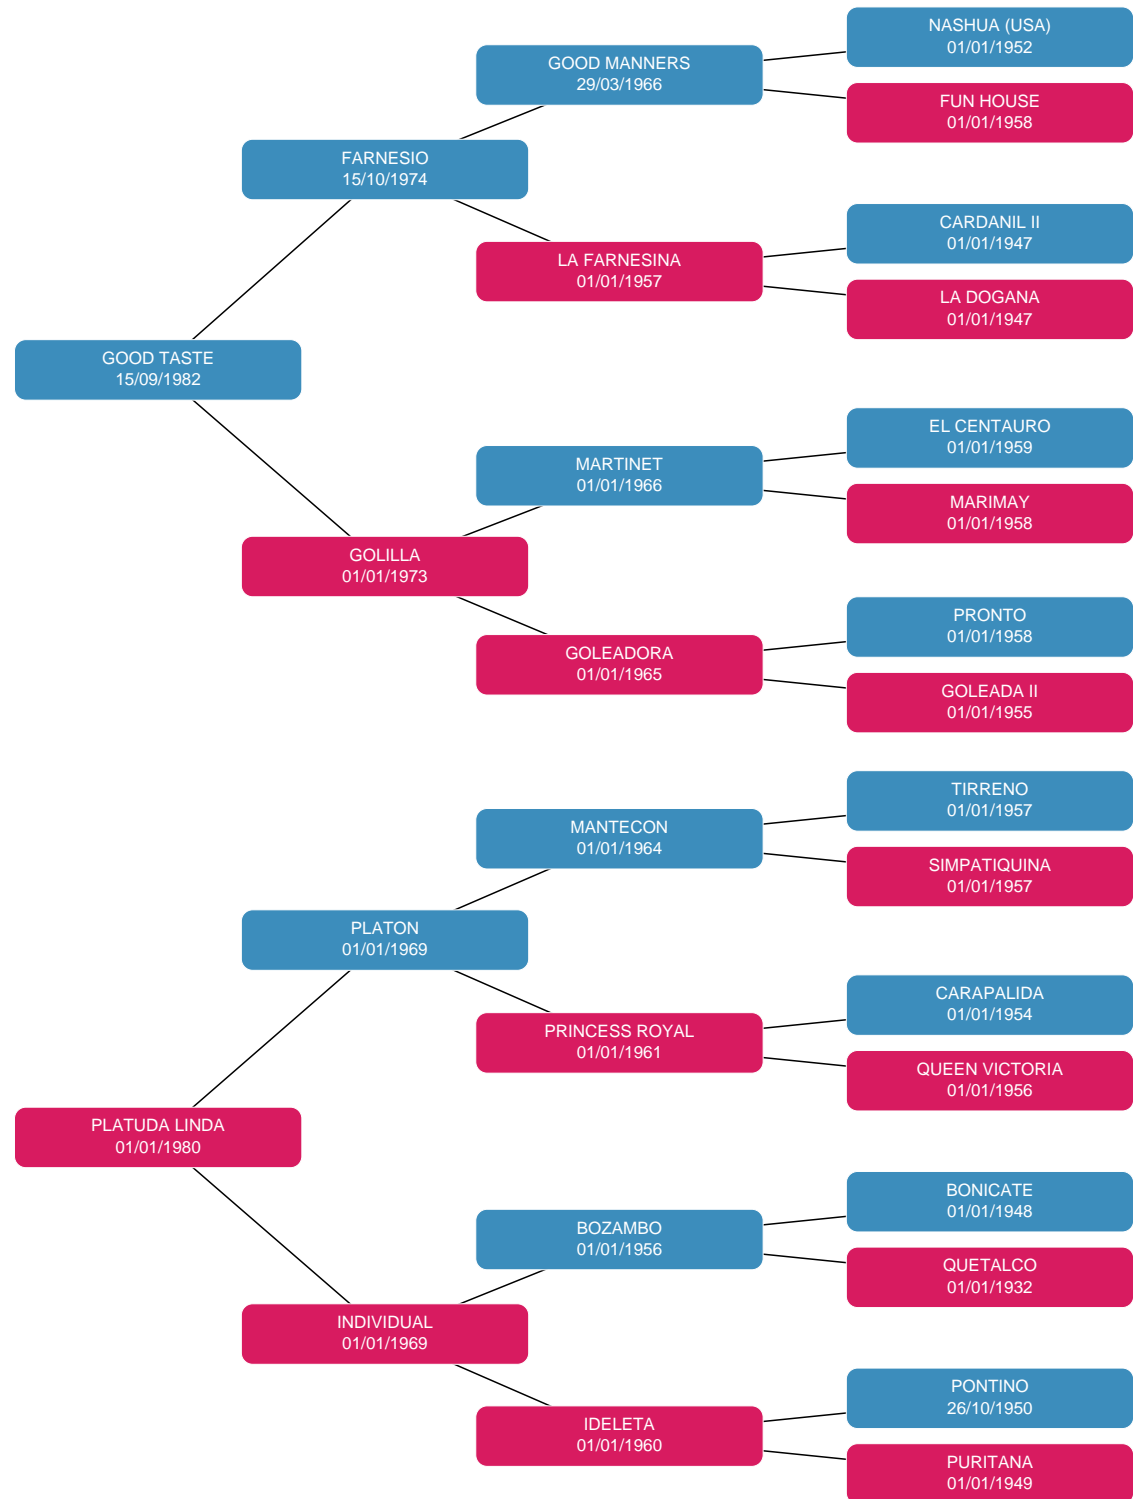 NASHUA (USA)
01/01/1952
GOOD MANNERS
29/03/1966
FUN HOUSE
01/01/1958
FARNESIO
15/10/1974
CARDANIL II
01/01/1947
LA FARNESINA
01/01/1957
LA DOGANA
01/01/1947
GOOD TASTE
15/09/1982
EL CENTAURO
01/01/1959
MARTINET
01/01/1966
MARIMAY
01/01/1958
GOLILLA
01/01/1973
PRONTO
01/01/1958
GOLEADORA
01/01/1965
GOLEADA II
01/01/1955
TIRRENO
01/01/1957
MANTECON
01/01/1964
SIMPATIQUINA
01/01/1957
PLATON
01/01/1969
CARAPALIDA
01/01/1954
PRINCESS ROYAL
01/01/1961
QUEEN VICTORIA
01/01/1956
PLATUDA LINDA
01/01/1980
BONICATE
01/01/1948
BOZAMBO
01/01/1956
QUETALCO
01/01/1932
INDIVIDUAL
01/01/1969
PONTINO
26/10/1950
IDELETA
01/01/1960
PURITANA
01/01/1949